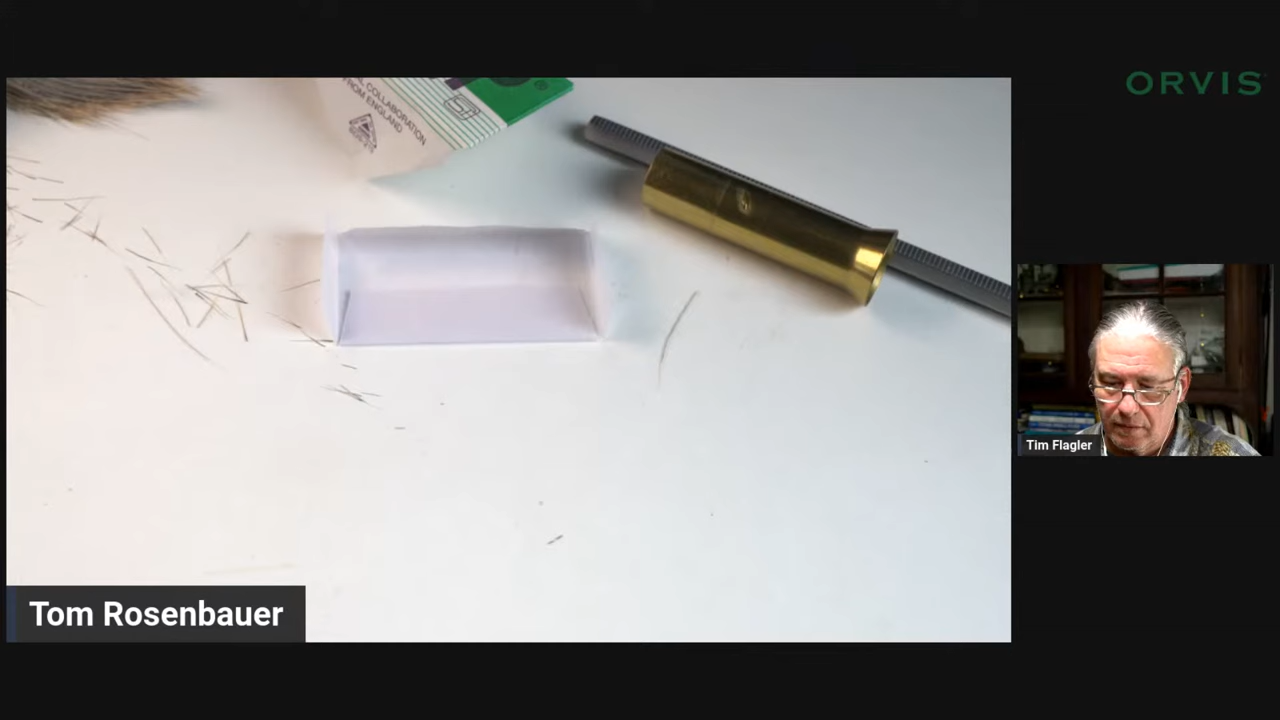 ORVIS
COLLABORATION
FROM ENGLAND
Tim Flagler
Tom Rosenbauer